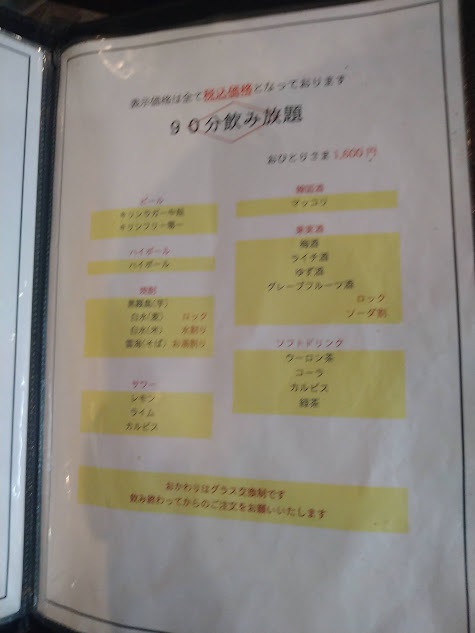 表示価格は全て税込価格となっております
90分飲み放題
おひとりさま 1,600円
ビール
キリンラガー中瓶
キリンフリー
ハイボール
ハイボール
焼酎
黒霧島(芋)
白水(麦) ロック
白水(米) 水割り
雲海(そば) お湯割り
サワー
レモン
ライム
カルピス
韓国酒
マッコリ
果実酒
梅酒
ライチ酒
ゆず酒
グレープフルーツ酒
ロック
ソーダ割
ソフトドリンク
ウーロン茶
コーラ
カルピス
緑茶
おかわりはグラス交換制です
飲み終わってからのご注文をお願いいたします